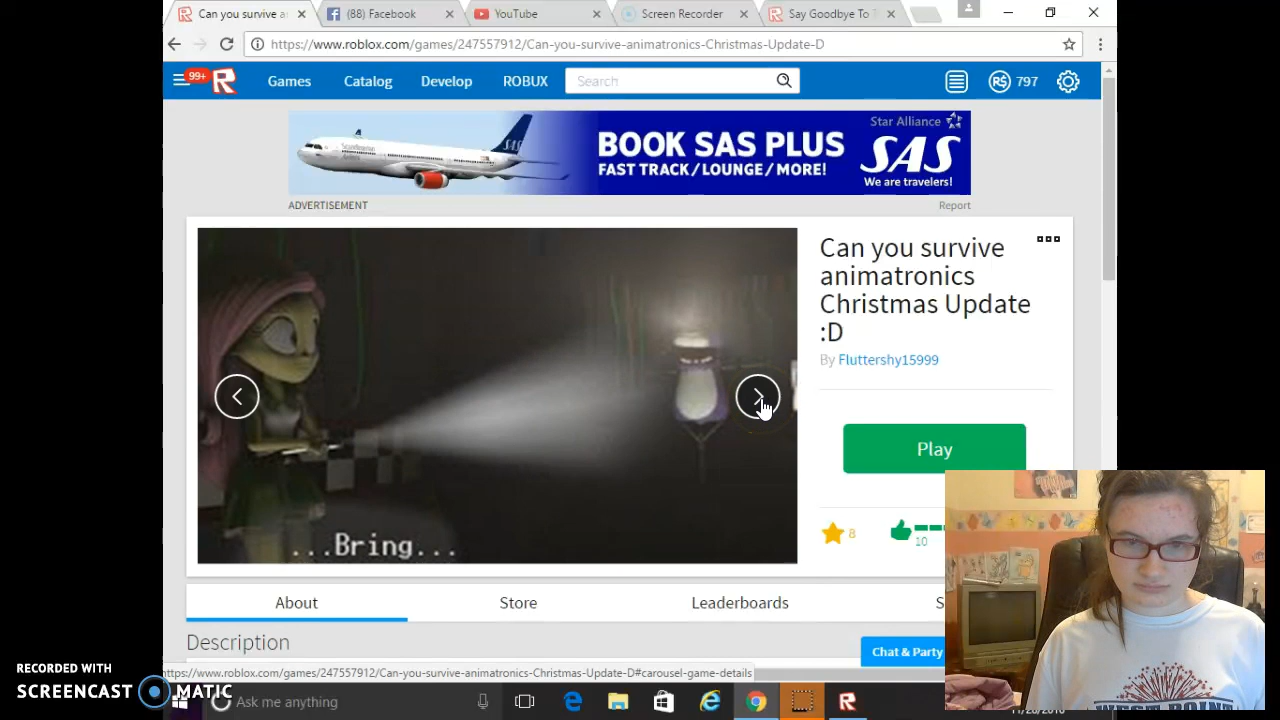 Can you survive a
(88) Facebook
YouTube
Screen Recorder
Say Goodbye To T
https://www.roblox.com/games/247557912/Can-you-survive-animatronics-Christmas-Update-D
99+
Games
Catalog
Develop
ROBUX
Search
R$ 797
BOOK SAS PLUS
FAST TRACK/LOUNGE/MORE!
Star Alliance
SAS
We are travelers!
ADVERTISEMENT
Report
...Bring...
Can you survive
animatronics
Christmas Update
:D
By Fluttershy15999
Play
8
10
About
Store
Leaderboards
S
Description
Chat & Party
https://www.roblox.com/games/247557912/Can-you-survive-animatronics-Christmas-Update-D#carousel-game-details
RECORDED WITH
SCREENCAST MATIC
Ask me anything
WEST POINT